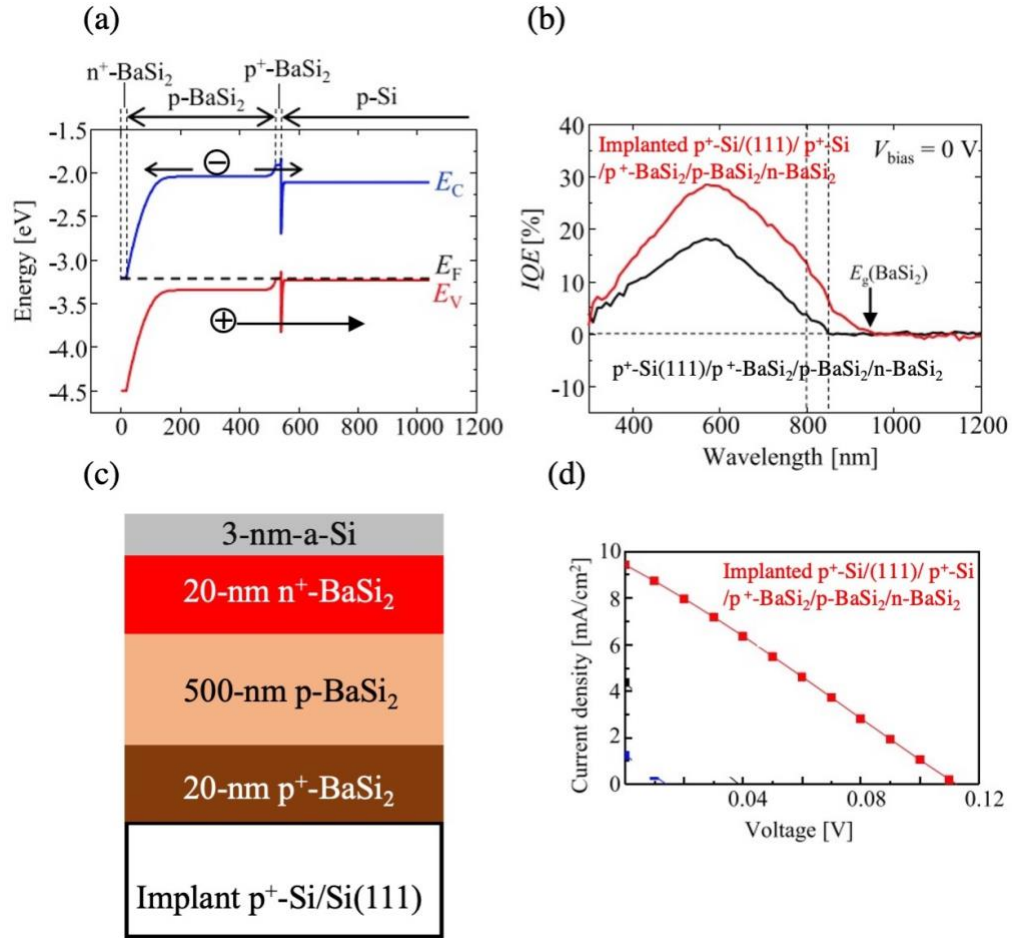 (a)
n⁺-BaSi₂
p⁺-BaSi₂
p-BaSi₂
p-Si
-1.5
-2.0
-2.5
-3.0
-3.5
-4.0
-4.5
Energy [eV]
−
+
E_C
E_F
E_V
0 200 400 600 800 1000 1200
(b)
40
30
20
10
0
-10
IQE [%]
Implanted p⁺-Si/(111)/ p⁺-Si
/p⁺-BaSi₂/p-BaSi₂/n-BaSi₂
V_bias = 0 V
E_g(BaSi₂)
p⁺-Si(111)/p⁺-BaSi₂/p-BaSi₂/n-BaSi₂
400 600 800 1000 1200
Wavelength [nm]
(c)
3-nm-a-Si
20-nm n⁺-BaSi₂
500-nm p-BaSi₂
20-nm p⁺-BaSi₂
Implant p⁺-Si/Si(111)
(d)
10
8
6
4
2
0
Current density [mA/cm²]
Implanted p⁺-Si/(111)/ p⁺-Si
/p⁺-BaSi₂/p-BaSi₂/n-BaSi₂
0.04 0.08 0.12
Voltage [V]